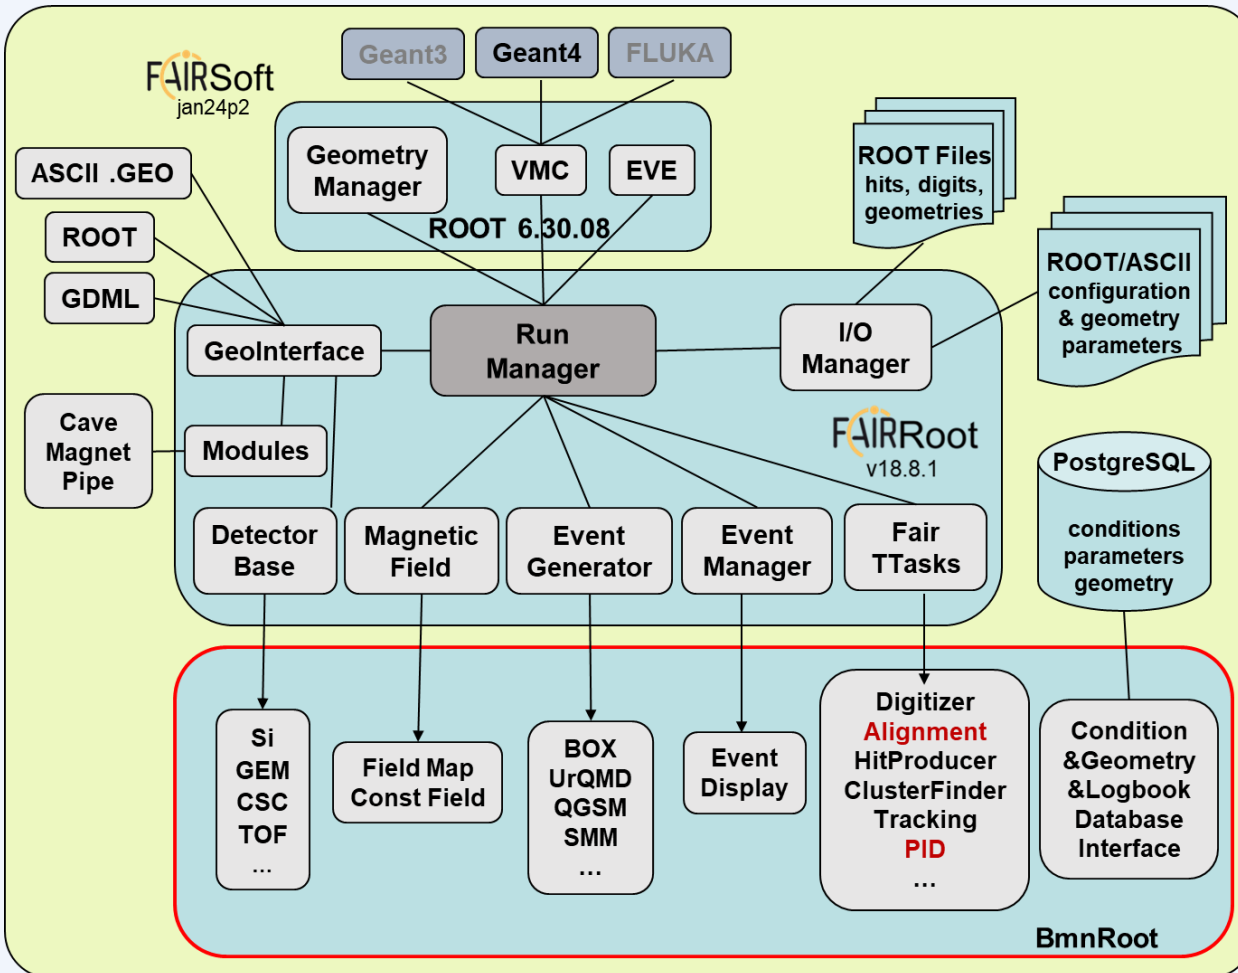 Geant3
Geant4
FLUKA
FAIRSoft
jan24p2
Geometry
Manager
VMC
EVE
ROOT 6.30.08
ROOT Files
hits, digits,
geometries
ASCII .GEO
ROOT
GDML
ROOT/ASCII
configuration
& geometry
parameters
GeoInterface
Run
Manager
I/O
Manager
Cave
Magnet
Pipe
Modules
FAIRRoot
v18.8.1
PostgreSQL
conditions
parameters
geometry
Detector
Base
Magnetic
Field
Event
Generator
Event
Manager
Fair
TTasks
Si
GEM
CSC
TOF
...
Field Map
Const Field
BOX
UrQMD
QGSM
SMM
...
Event
Display
Digitizer
Alignment
HitProducer
ClusterFinder
Tracking
PID
...
Condition
&Geometry
&Logbook
Database
Interface
BmnRoot